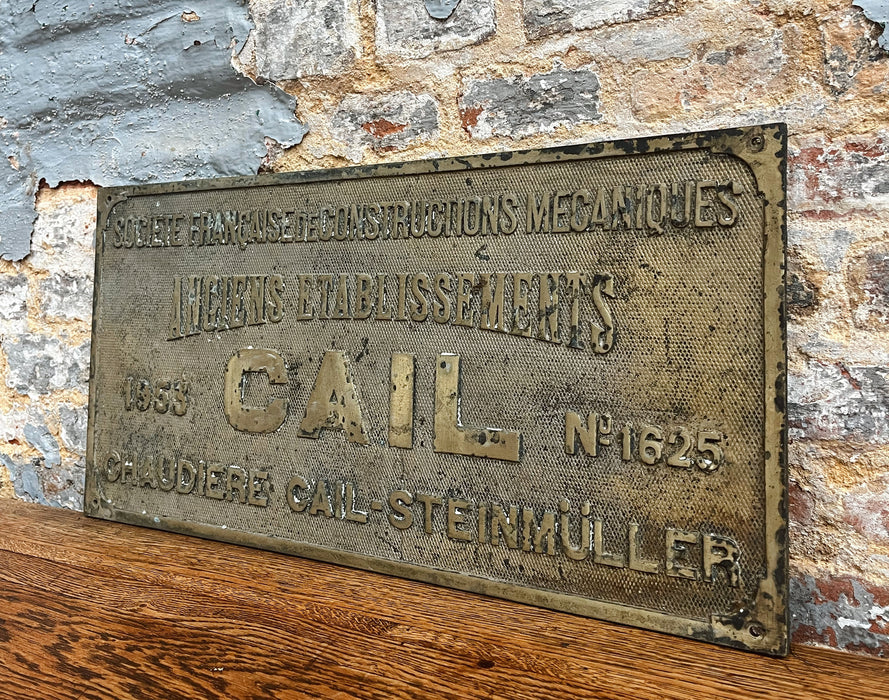 SOCIETE FRANÇAISE DE CONSTRUCTIONS MECANIQUES
ANCIENS ETABLISSEMENTS
1953 CAIL Nº 1625
CHAUDIERE CAIL-STEINMÜLLER